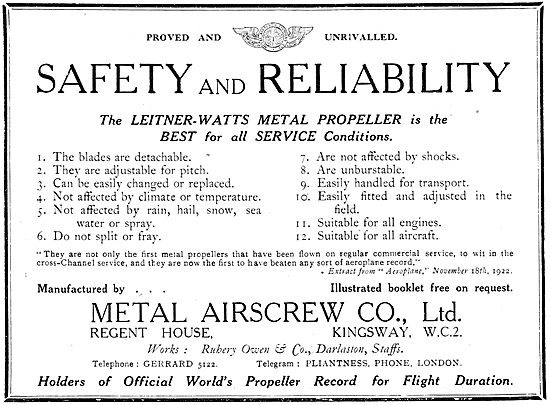 PROVED AND UNRIVALLED.
SAFETY AND RELIABILITY
The LEITNER-WATTS METAL PROPELLER is the
BEST for all SERVICE Conditions.
1. The blades are detachable.
2. They are adjustable for pitch.
3. Can be easily changed or replaced.
4. Not affected by climate or temperature.
5. Not affected by rain, hail, snow, sea
water or spray.
6. Do not split or fray.
7. Are not affected by shocks.
8. Are unburstable.
9. Easily handled for transport.
10. Easily fitted and adjusted in the
field.
11. Suitable for all engines.
12. Suitable for all aircraft.
"They are not only the first metal propellers that have been flown on regular commercial service, to wit in the
cross-Channel service, and they are now the first to have beaten any sort of aeroplane record,"
Extract from "Aeroplane," November 18th, 1922.
Manufactured by . . . Illustrated booklet free on request.
METAL AIRSCREW CO., Ltd.
REGENT HOUSE, KINGSWAY, W.C.2.
Works: Rubery Owen & Co., Darlaston, Staffs.
Telephone: GERRARD 5122. Telegram: PLIANTNESS, PHONE, LONDON.
Holders of Official World's Propeller Record for Flight Duration.